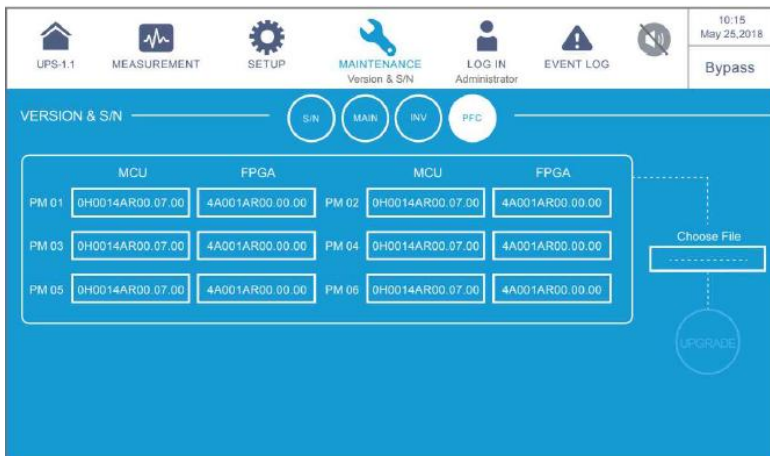 10:15
May 25,2018
UPS-1.1 MEASUREMENT SETUP MAINTENANCE LOG IN EVENT LOG
Version & S/N Administrator
Bypass
VERSION & S/N S/N MAIN INV PFC
MCU FPGA MCU FPGA
PM 01 0H0014AR00.07.00 4A001AR00.00.00 PM 02 0H0014AR00.07.00 4A001AR00.00.00
PM 03 0H0014AR00.07.00 4A001AR00.00.00 PM 04 0H0014AR00.07.00 4A001AR00.00.00
PM 05 0H0014AR00.07.00 4A001AR00.00.00 PM 06 0H0014AR00.07.00 4A001AR00.00.00
Choose File
UPGRADE